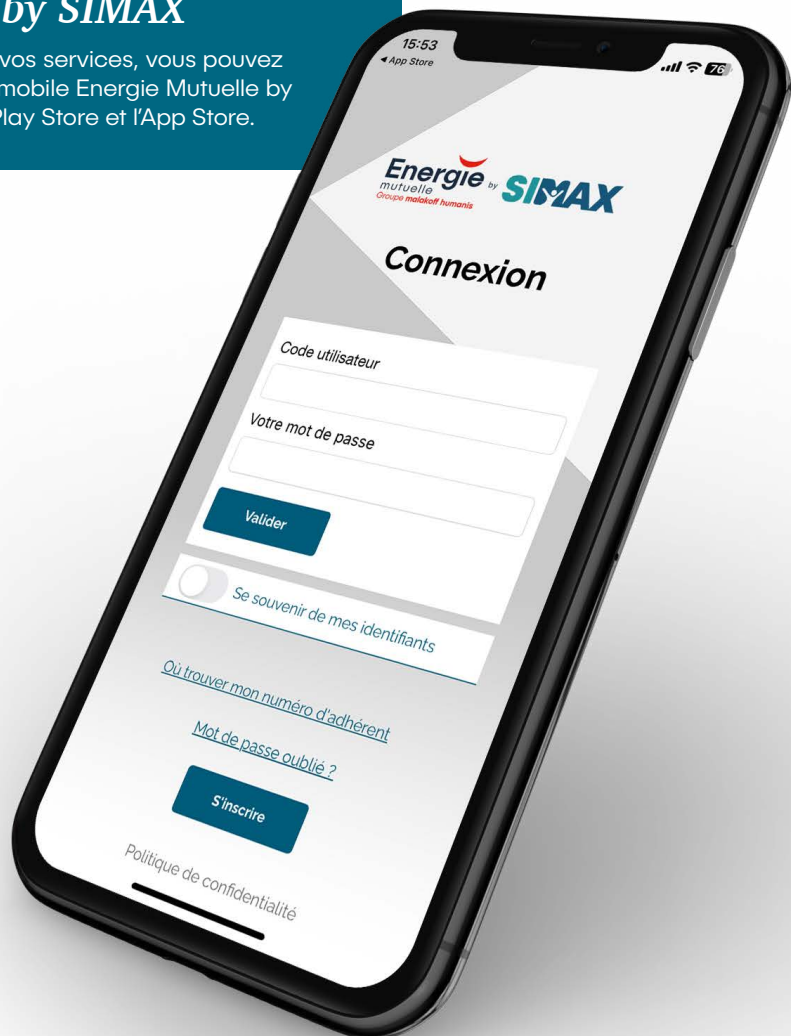 by SIMAX
vos services, vous pouvez
mobile Energie Mutuelle by
Play Store et l'App Store.
15:53
◀ App Store
76
Energie
mutuelle
Groupe malakoff humanis
by SIMAX
Connexion
Code utilisateur
Votre mot de passe
Valider
Se souvenir de mes identifiants
Où trouver mon numéro d'adhérent
Mot de passe oublié ?
S'inscrire
Politique de confidentialité